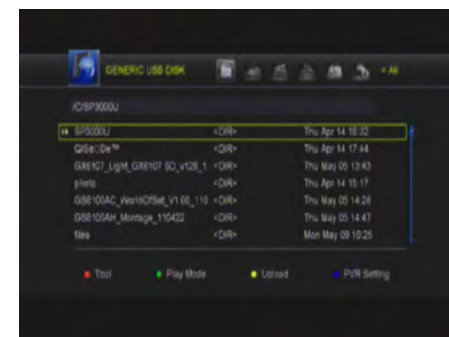 GENERIC USB DISK < All
/C/SP3000U
SP3000U <DIR> Thu Apr 14 16:32
<DIR> Thu Apr 14 17:44
<DIR> Thu May 05 13:43
photo <DIR> Thu Apr 14 15:17
<DIR> Thu May 05 14:28
GS6100AH_Montage_110422 <DIR> Thu May 05 14:47
files <DIR> Mon May 09 10:25
Tool Play Mode Upload PVR Setting